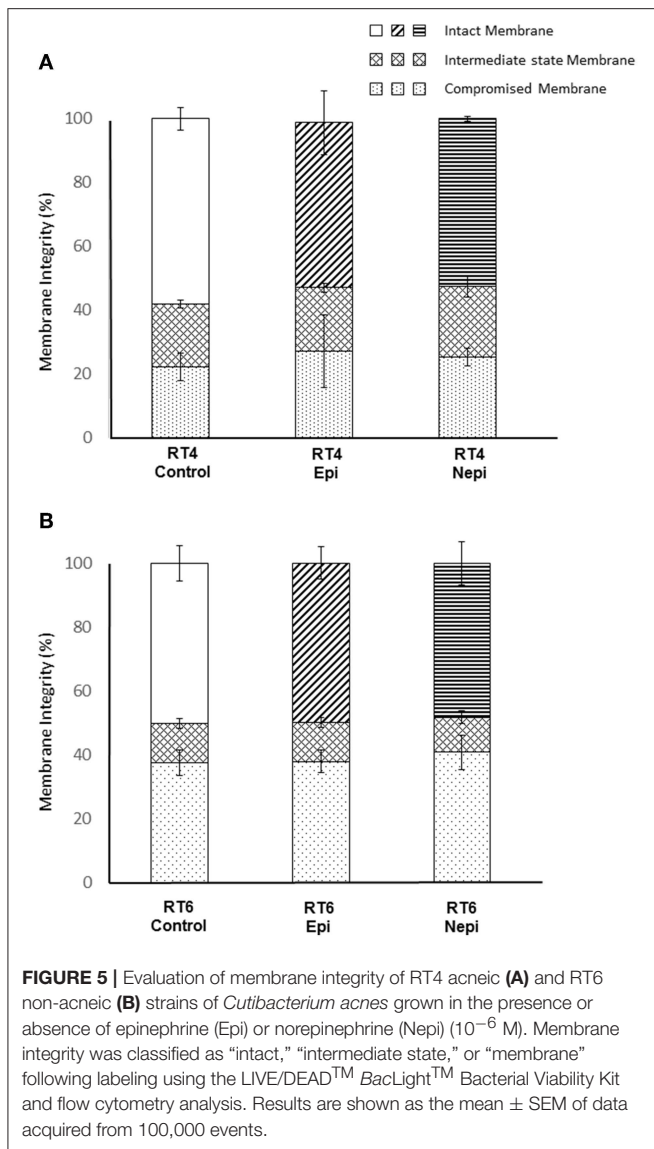 Intact Membrane
Intermediate state Membrane
Compromised Membrane
A
Membrane Integrity (%)
100
80
60
40
20
0
RT4
Control
RT4
Epi
RT4
Nepi
B
Membrane Integrity (%)
100
80
60
40
20
0
RT6
Control
RT6
Epi
RT6
Nepi
FIGURE 5 | Evaluation of membrane integrity of RT4 acneic (A) and RT6
non-acneic (B) strains of Cutibacterium acnes grown in the presence or
absence of epinephrine (Epi) or norepinephrine (Nepi) (10⁻⁶ M). Membrane
integrity was classified as “intact,” “intermediate state,” or “membrane”
following labeling using the LIVE/DEAD™ BacLight™ Bacterial Viability Kit
and flow cytometry analysis. Results are shown as the mean ± SEM of data
acquired from 100,000 events.